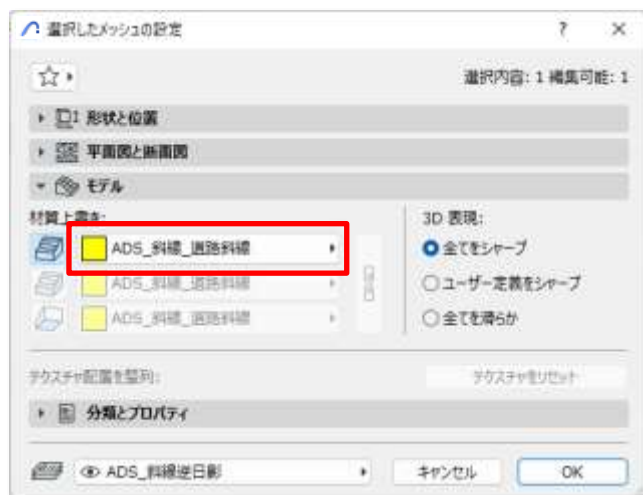 選択したメッシュの設定 ? ×
選択内容: 1 編集可能: 1
形状と位置
平面図と断面図
モデル
材質上書き: 3D 表現:
ADS_斜線_道路斜線 全てをシャープ
ADS_斜線_道路斜線 ユーザー定義をシャープ
ADS_斜線_道路斜線 全てを滑らか
テクスチャ配置を整列: テクスチャをリセット
分類とプロパティ
ADS_斜線逆日影 キャンセル OK